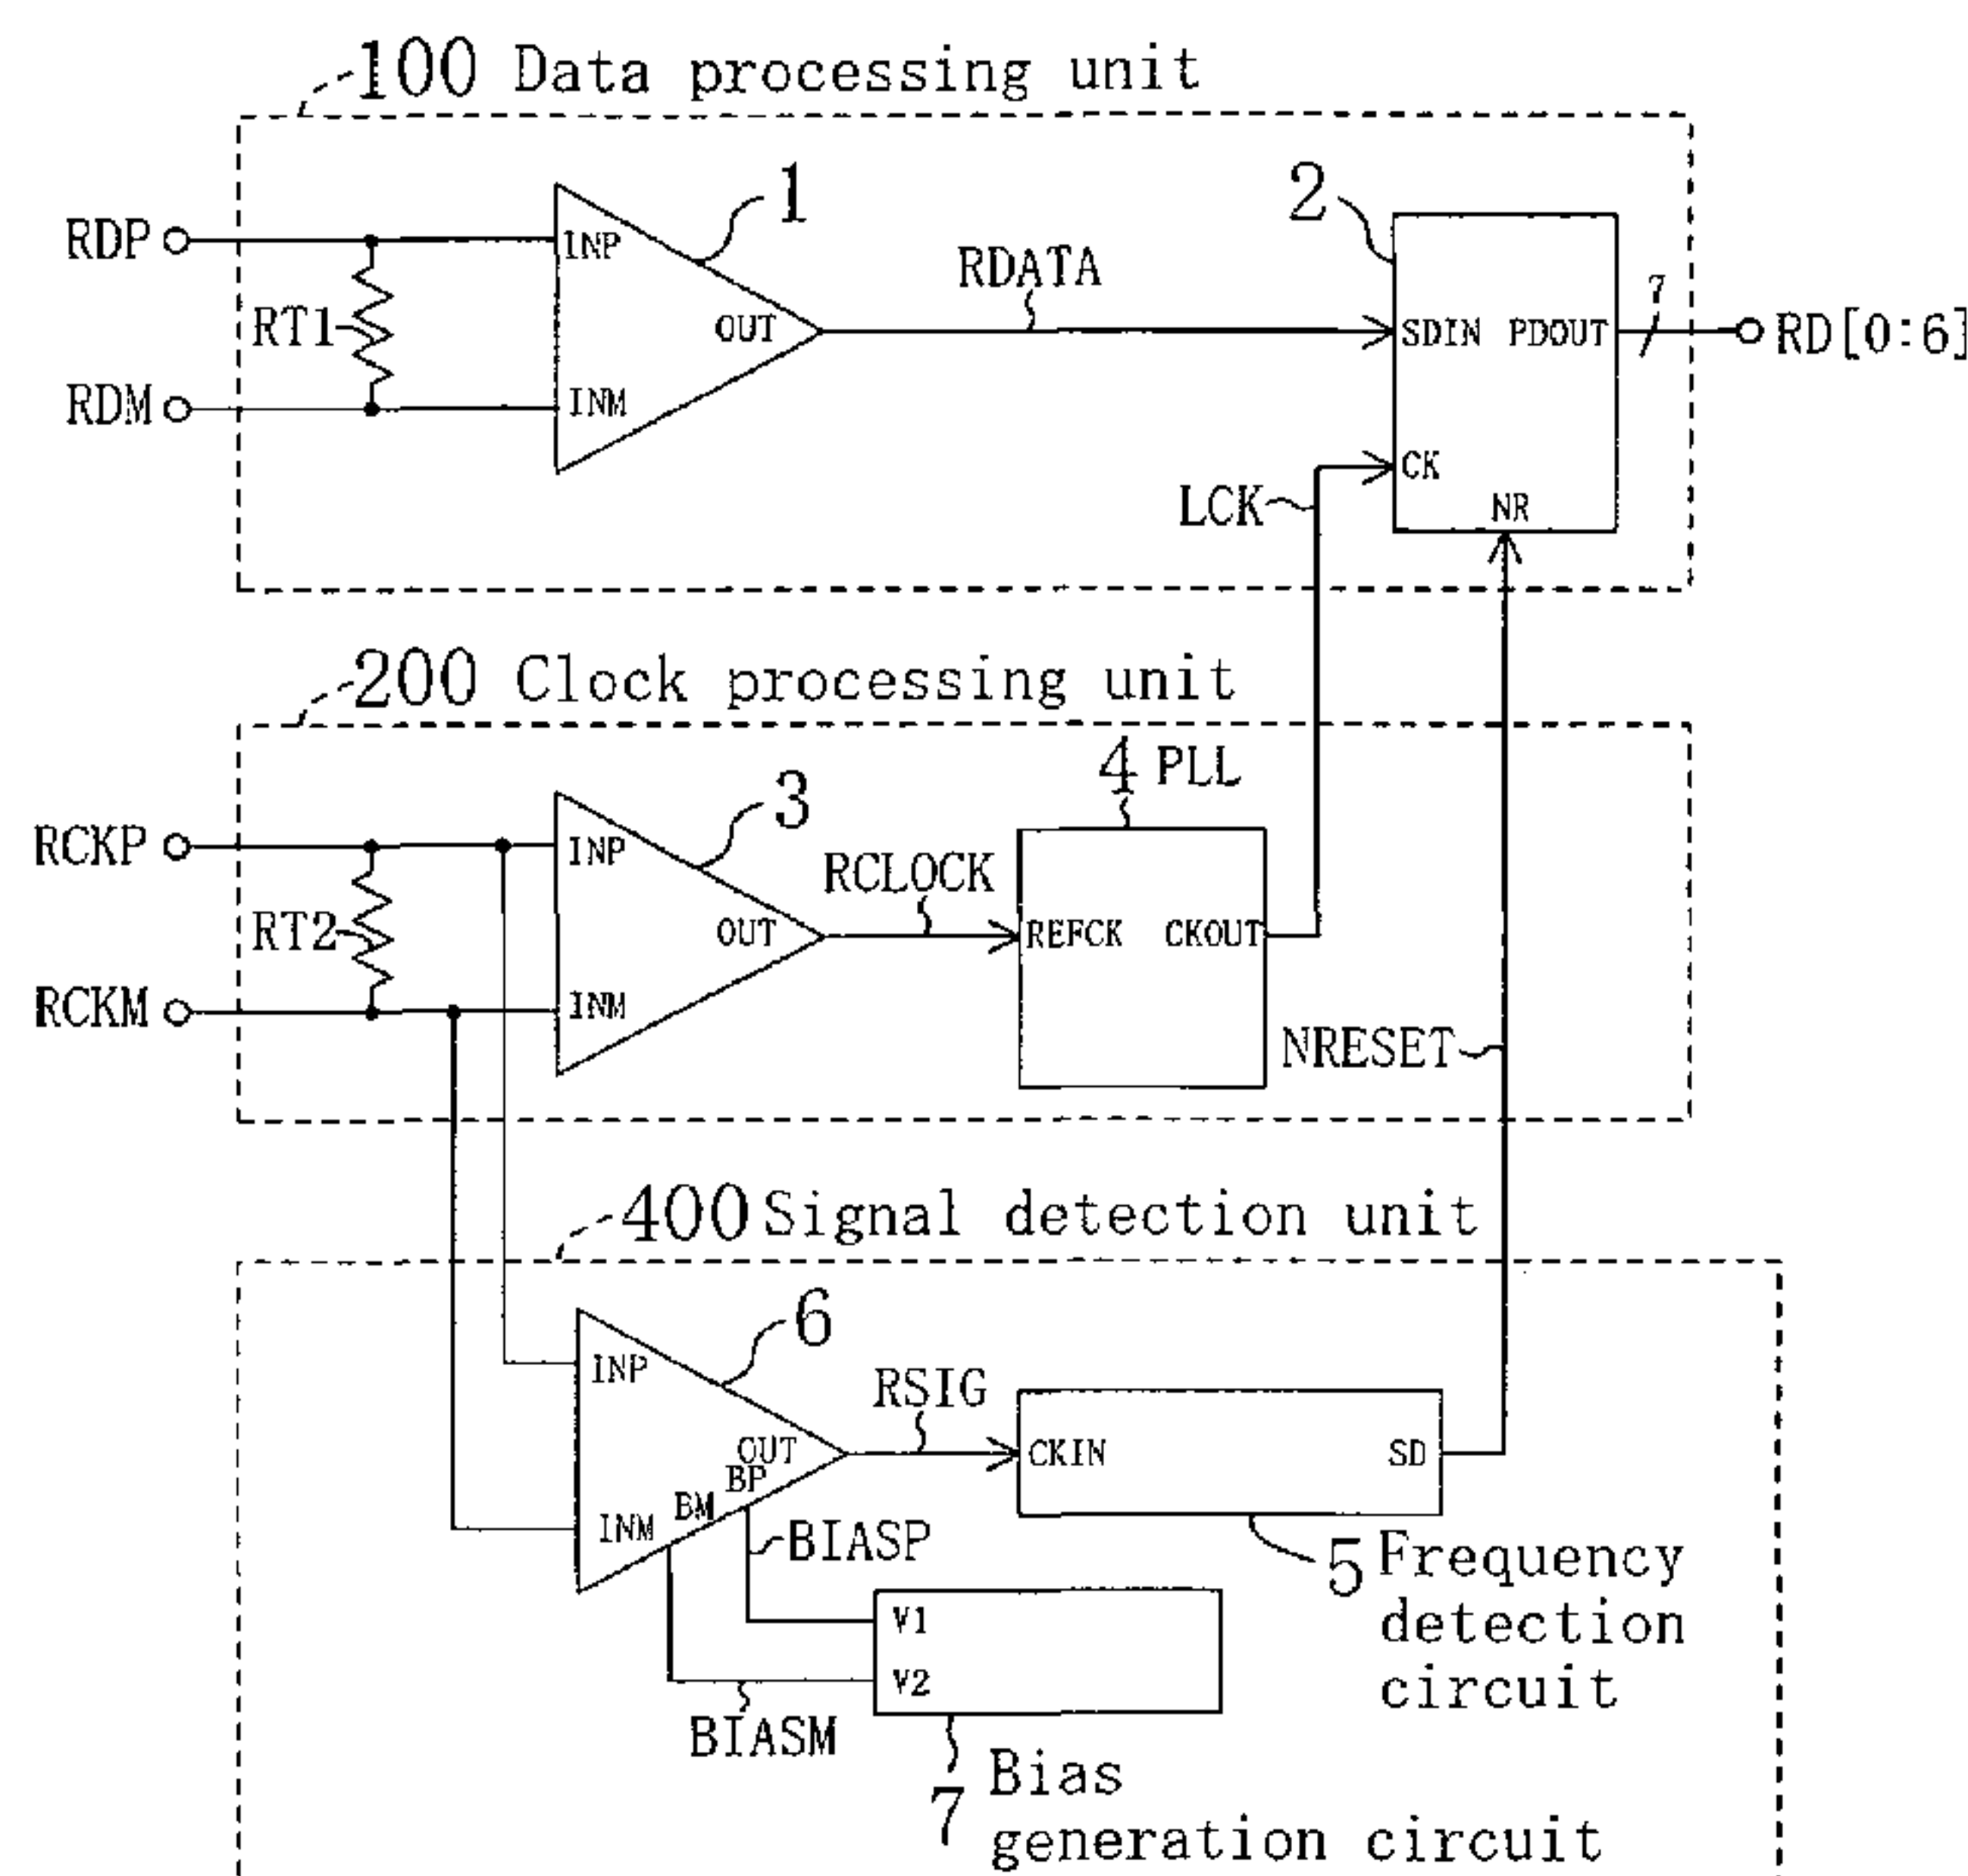 100 Data processing unit
1
2
RDP
INP
RDATA
7
RT1
OUT
SDIN PDOUT
RD[0:6]
RDM
INM
CK
LCK
NR
200 Clock processing unit
4 PLL
3
RCKP
INP
RCLOCK
RT2
OUT
REFCK CKOUT
RCKM
INM
NRESET
400 Signal detection unit
6
INP
RSIG
OUT
CKIN SD
BP
BM
INM
BIASP
5 Frequency
detection
circuit
V1
V2
BIASM
7 Bias
generation circuit